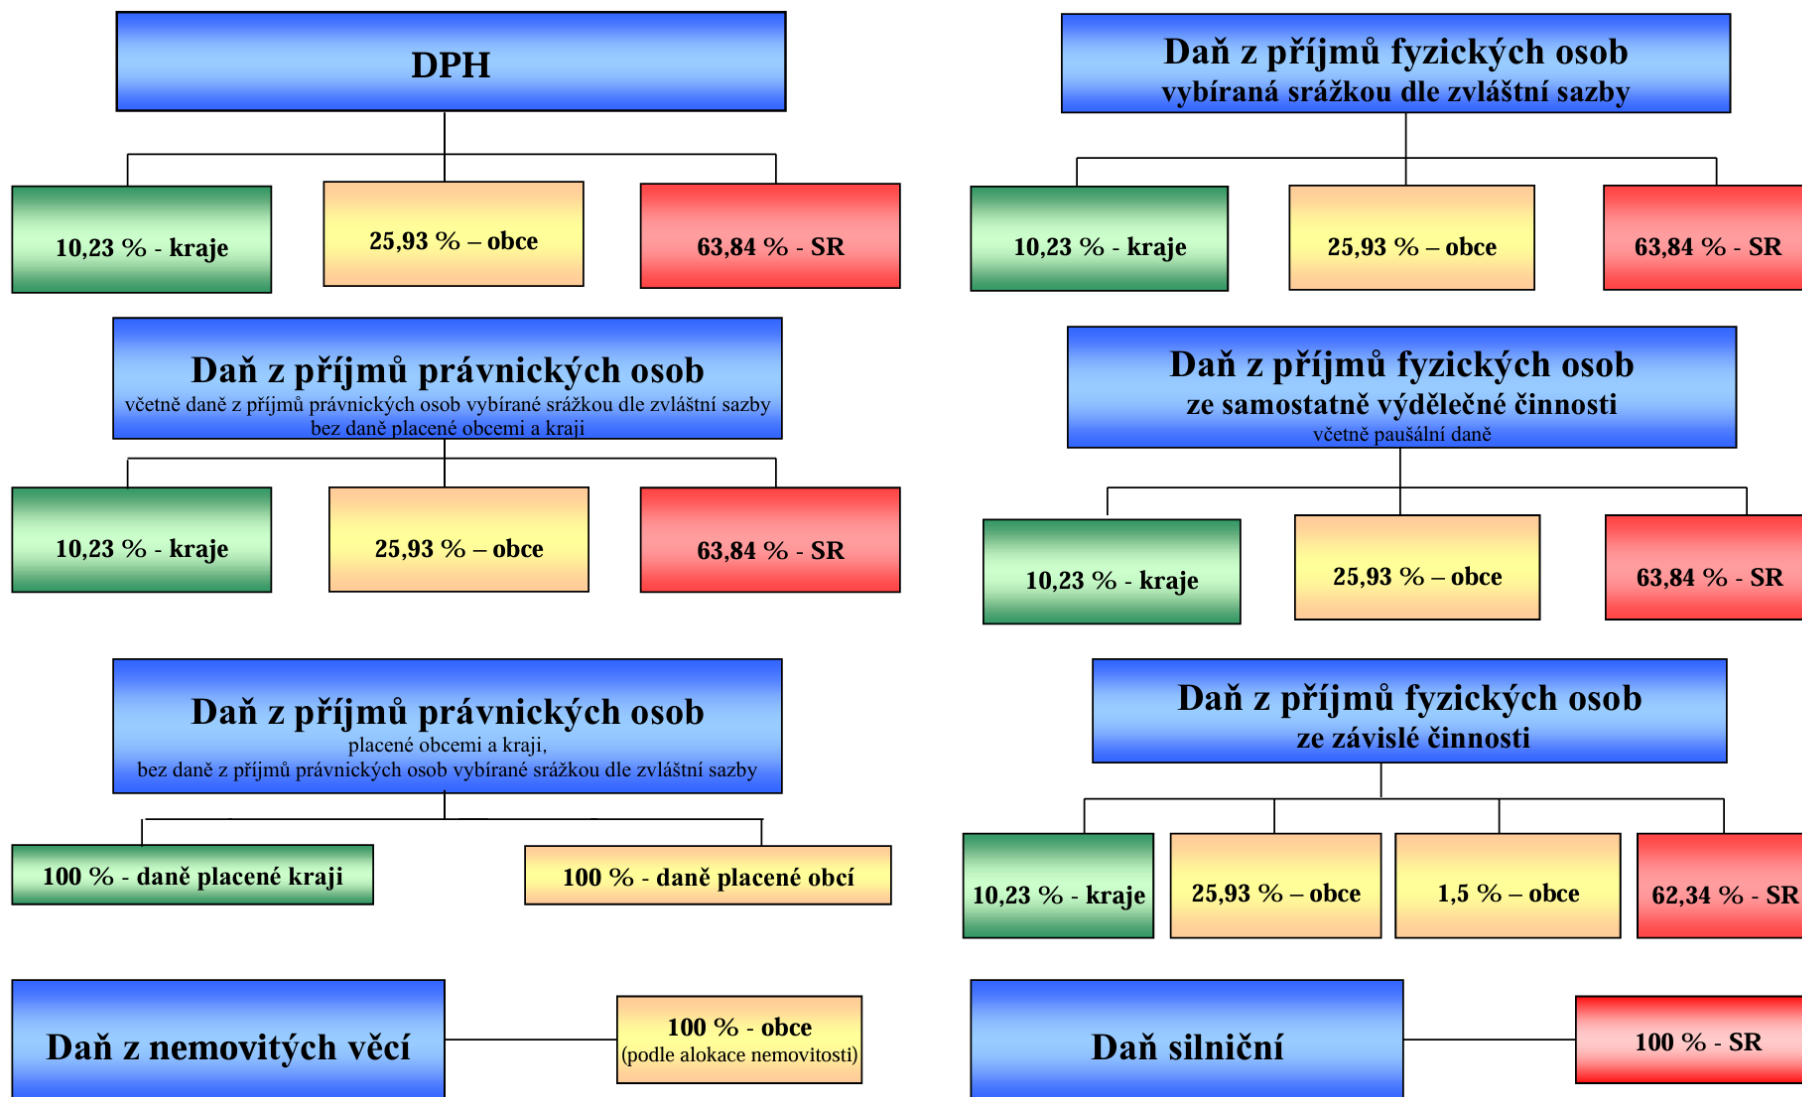 DPH
10,23 % - kraje
25,93 % – obce
63,84 % - SR
Daň z příjmů fyzických osob
vybíraná srážkou dle zvláštní sazby
10,23 % - kraje
25,93 % – obce
63,84 % - SR
Daň z příjmů právnických osob
včetně daně z příjmů právnických osob vybírané srážkou dle zvláštní sazby
bez daně placené obcemi a kraji
10,23 % - kraje
25,93 % – obce
63,84 % - SR
Daň z příjmů fyzických osob
ze samostatně výdělečné činnosti
včetně paušální daně
10,23 % - kraje
25,93 % – obce
63,84 % - SR
Daň z příjmů právnických osob
placené obcemi a kraji,
bez daně z příjmů právnických osob vybírané srážkou dle zvláštní sazby
100 % - daně placené kraji
100 % - daně placené obcí
Daň z příjmů fyzických osob
ze závislé činnosti
10,23 % - kraje
25,93 % – obce
1,5 % – obce
62,34 % - SR
Daň z nemovitých věcí
100 % - obce
(podle alokace nemovitosti)
Daň silniční
100 % - SR